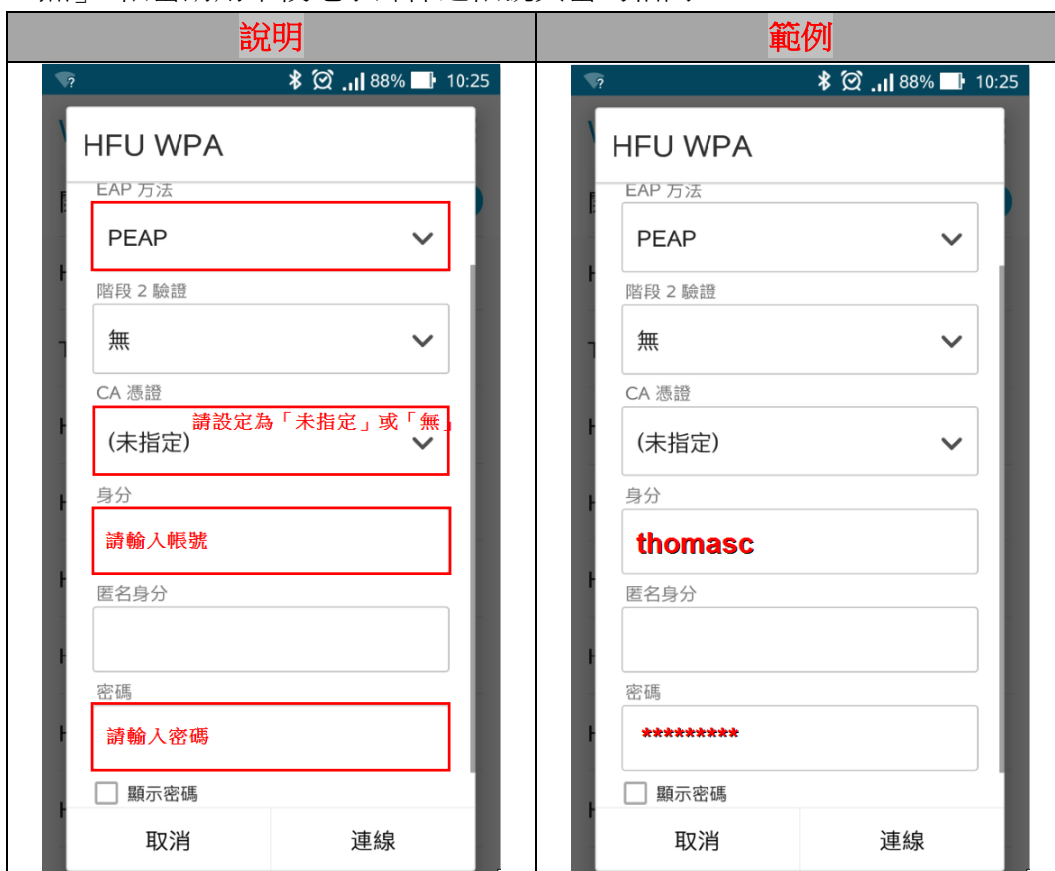 說明
範例
88% 10:25
HFU WPA
EAP 方法
PEAP
階段 2 驗證
無
CA 憑證
請設定為「未指定」或「無」
(未指定)
身分
請輸入帳號
匿名身分
密碼
請輸入密碼
顯示密碼
取消 連線
88% 10:25
HFU WPA
EAP 方法
PEAP
階段 2 驗證
無
CA 憑證
(未指定)
身分
thomasc
匿名身分
密碼
*********
顯示密碼
取消 連線